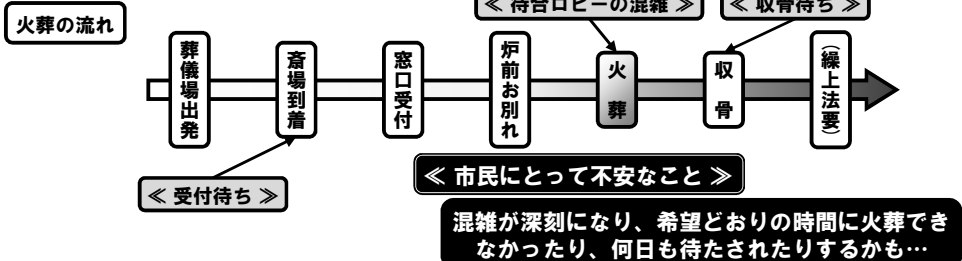 火葬の流れ
≪ 待合ロビーの混雑 ≫
≪ 収骨待ち ≫
葬儀場出発
斎場到着
窓口受付
炉前お別れ
火葬
収骨
（繰上法要）
≪ 受付待ち ≫
≪ 市民にとって不安なこと ≫
混雑が深刻になり、希望どおりの時間に火葬でき
なかったり、何日も待たされたりするかも…